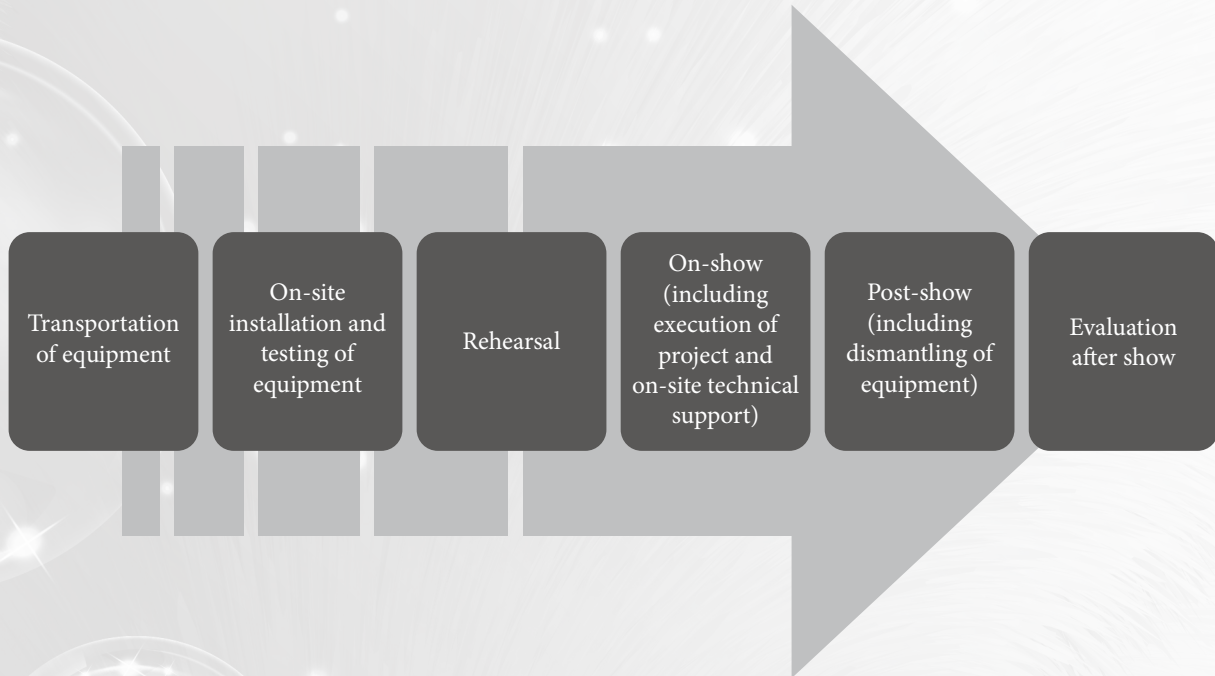 Transportation
of equipment
On-site
installation and
testing of
equipment
Rehearsal
On-show
(including
execution of
project and
on-site technical
support)
Post-show
(including
dismantling of
equipment)
Evaluation
after show